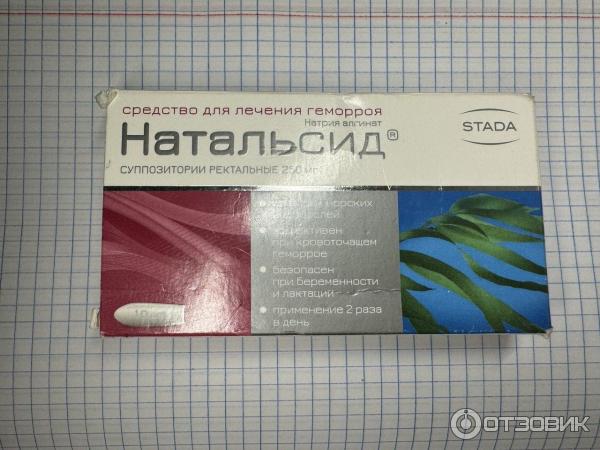 средство для лечения геморроя
Натрия алгинат
Натальсид®
STADA
суппозитории ректальные 250 мг
морских
эффективен
при кровоточащем
геморрое
безопасен
при беременности
и лактации
применение 2 раза
в день
10
ОТЗОВИК